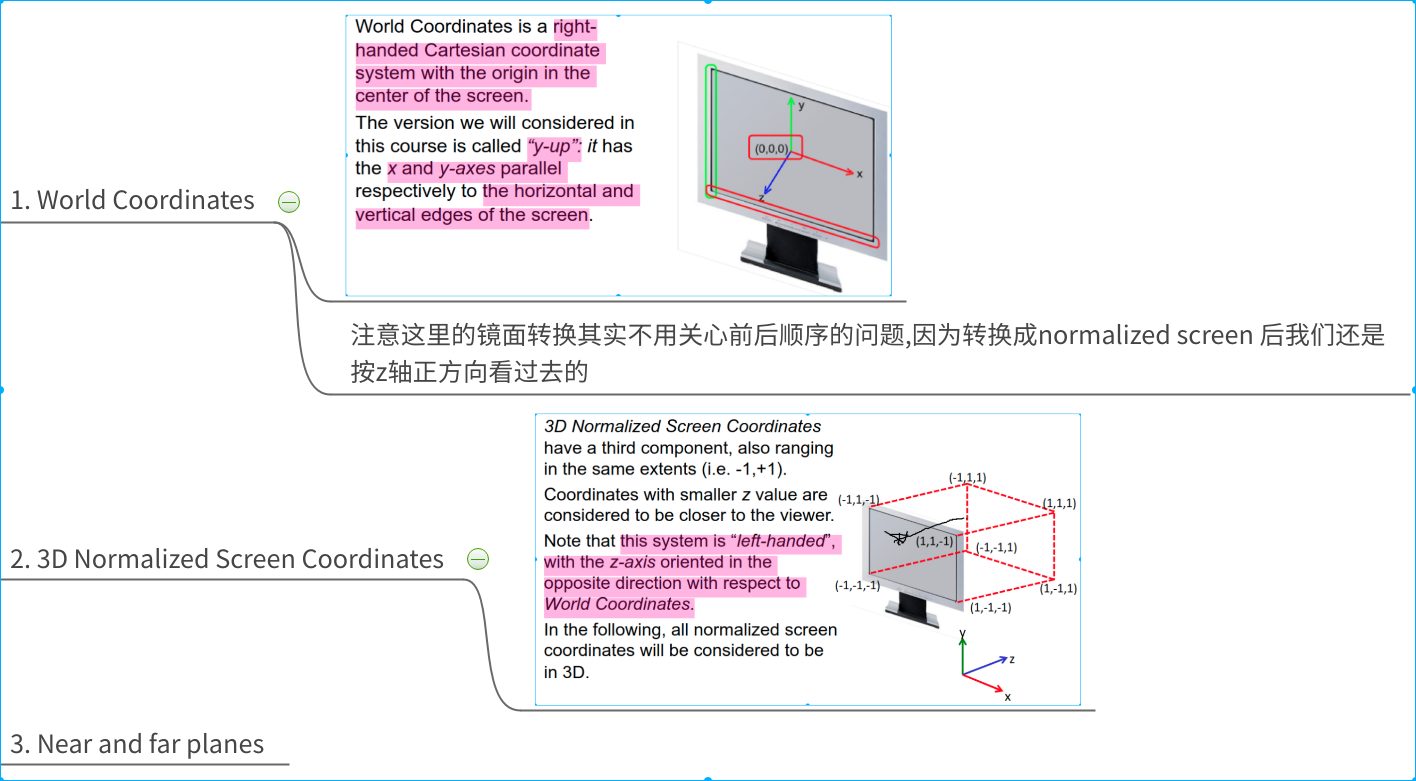 1. World Coordinates
World Coordinates is a right-
handed Cartesian coordinate
system with the origin in the
center of the screen.
The version we will considered in
this course is called “y-up”: it has
the x and y-axes parallel
respectively to the horizontal and
vertical edges of the screen.
y
(0,0,0)
x
z
注意这里的镜面转换其实不用关心前后顺序的问题,因为转换成normalized screen 后我们还是
按z轴正方向看过去的
2. 3D Normalized Screen Coordinates
3D Normalized Screen Coordinates
have a third component, also ranging
in the same extents (i.e. -1,+1).
Coordinates with smaller z value are
considered to be closer to the viewer.
Note that this system is “left-handed”,
with the z-axis oriented in the
opposite direction with respect to
World Coordinates.
In the following, all normalized screen
coordinates will be considered to be
in 3D.
(-1,1,1)
(-1,1,-1)
(1,1,1)
(1,1,-1)
(-1,-1,1)
(-1,-1,-1)
(1,-1,1)
(1,-1,-1)
y
z
x
3. Near and far planes